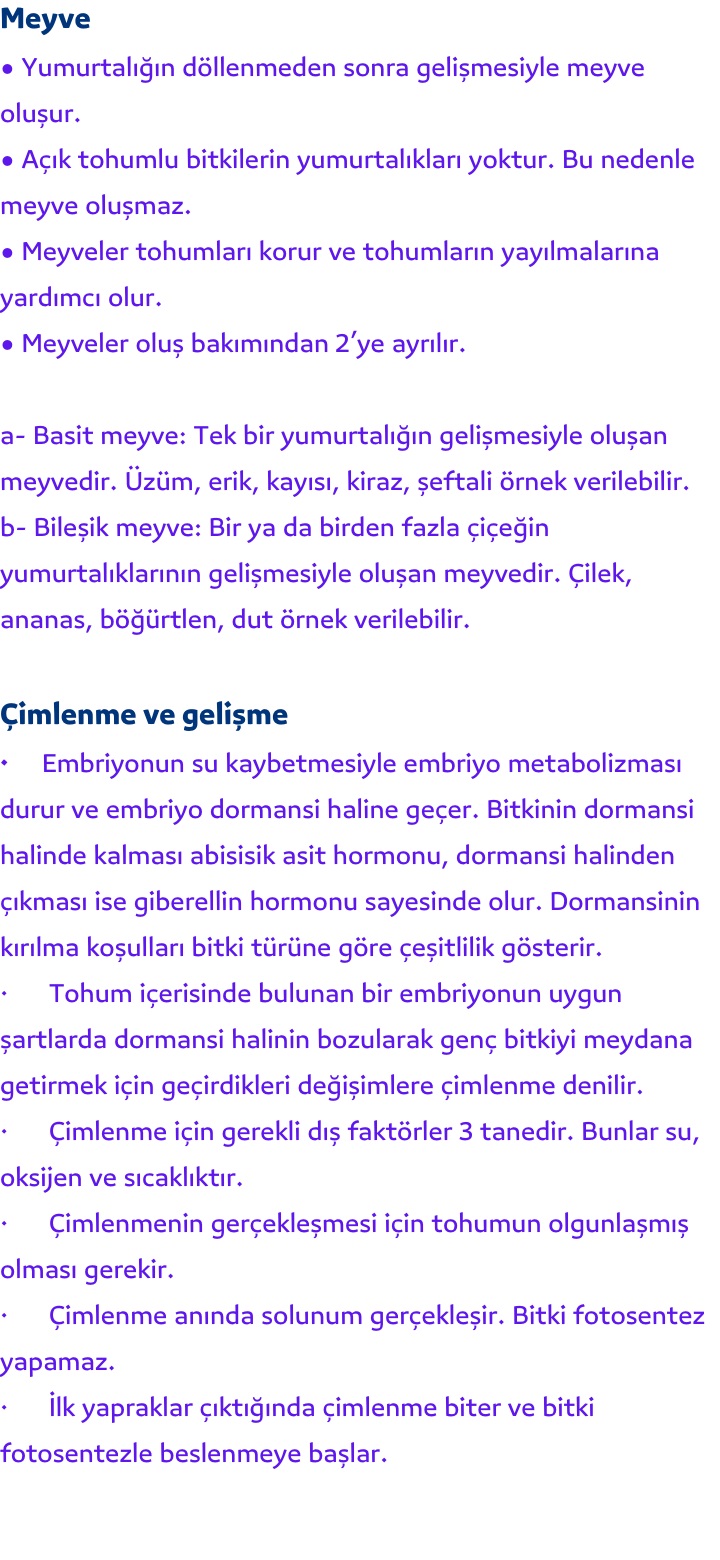 Meyve
• Yumurtalığın döllenmeden sonra gelişmesiyle meyve
oluşur.
• Açık tohumlu bitkilerin yumurtalıkları yoktur. Bu nedenle
meyve oluşmaz.
• Meyveler tohumları korur ve tohumların yayılmalarına
yardımcı olur.
• Meyveler oluş bakımından 2’ye ayrılır.
a- Basit meyve: Tek bir yumurtalığın gelişmesiyle oluşan
meyvedir. Üzüm, erik, kayısı, kiraz, şeftali örnek verilebilir.
b- Bileşik meyve: Bir ya da birden fazla çiçeğin
yumurtalıklarının gelişmesiyle oluşan meyvedir. Çilek,
ananas, böğürtlen, dut örnek verilebilir.
Çimlenme ve gelişme
· Embriyonun su kaybetmesiyle embriyo metabolizması
durur ve embriyo dormansi haline geçer. Bitkinin dormansi
halinde kalması abisisik asit hormonu, dormansi halinden
çıkması ise giberellin hormonu sayesinde olur. Dormansinin
kırılma koşulları bitki türüne göre çeşitlilik gösterir.
· Tohum içerisinde bulunan bir embriyonun uygun
şartlarda dormansi halinin bozularak genç bitkiyi meydana
getirmek için geçirdikleri değişimlere çimlenme denilir.
· Çimlenme için gerekli dış faktörler 3 tanedir. Bunlar su,
oksijen ve sıcaklıktır.
· Çimlenmenin gerçekleşmesi için tohumun olgunlaşmış
olması gerekir.
· Çimlenme anında solunum gerçekleşir. Bitki fotosentez
yapamaz.
· İlk yapraklar çıktığında çimlenme biter ve bitki
fotosentezle beslenmeye başlar.